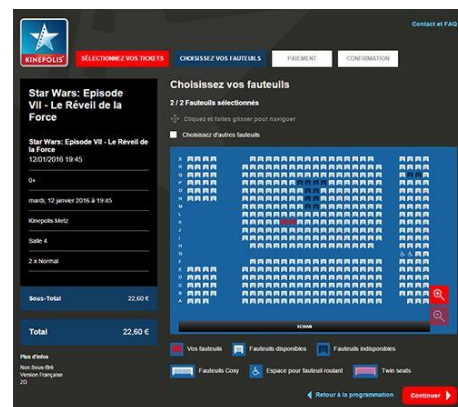 Contact et FAQ
KINEPOLIS
SÉLECTIONNEZ VOS TICKETS
CHOISISSEZ VOS FAUTEUILS
PAIEMENT
CONFIRMATION
Star Wars: Episode
VII - Le Réveil de la
Force
Star Wars: Episode VII - Le Réveil de
la Force
12/01/2016 19:45
0+
mardi, 12 janvier 2016 à 19:45
Kinepolis Metz
Salle 4
2 x Normal
Sous-Total 22,60 €
Total 22,60 €
Plus d'infos
Non Sous-titré
Version Française
2D
Choisissez vos fauteuils
2 / 2 Fauteuils sélectionnés
Cliquez et faites glisser pour naviguer
Choisissez d'autres fauteuils
S
R
Q
P
O
N
M
L
K
J
I
H
G
F
E
D
C
B
A
ECRAN
Vos fauteuils
Fauteuils disponibles
Fauteuils indisponibles
Fauteuils Cosy
Espace pour fauteuil roulant
Twin seats
Retour à la programmation
Continuer